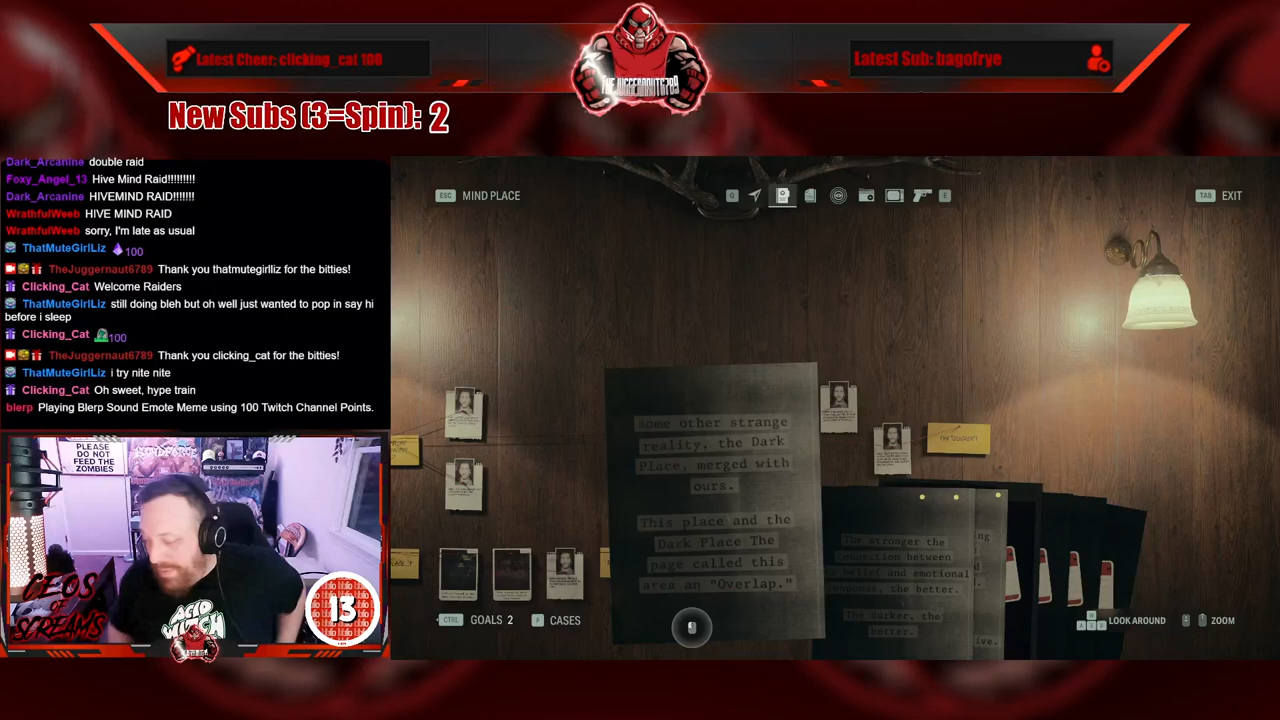 Latest Cheer: clicking_cat 100
THEJUGGERNAUT6789
Latest Sub: bagofrye
New Subs (3=Spin): 2
Dark_Arcanine double raid
Foxy_Angel_13 Hive Mind Raid!!!!!!!!!
Dark_Arcanine HIVEMIND RAID!!!!!!!
WrathfulWeeb HIVE MIND RAID
WrathfulWeeb sorry, I'm late as usual
ThatMuteGirlLiz 100
TheJuggernaut6789 Thank you thatmutegirlliz for the bitties!
Clicking_Cat Welcome Raiders
ThatMuteGirlLiz still doing bleh but oh well just wanted to pop in say hi
before i sleep
Clicking_Cat 100
TheJuggernaut6789 Thank you clicking_cat for the bitties!
ThatMuteGirlLiz i try nite nite
Clicking_Cat Oh sweet, hype train
blerp Playing Blerp Sound Emote Meme using 100 Twitch Channel Points.
PLEASE
DO NOT
FEED THE
ZOMBIES
CEOS
OF
SCREAMS
ACID
WITCH
13
ESC MIND PLACE
Q
E
TAB EXIT
some other strange
reality, the Dark
Place, merged with
ours.
This place and the
Dark Place The
page called this
area an "Overlap."
The stronger the
connection between
belief and emotional
response, the better.
The darker, the
better.
CTRL GOALS 2
F CASES
LOOK AROUND
ZOOM